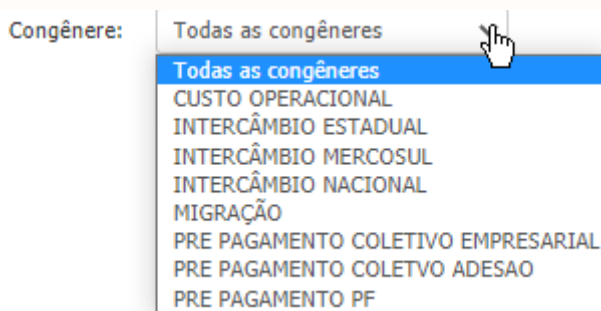 Congênere: Todas as congêneres
Todas as congêneres
CUSTO OPERACIONAL
INTERCÂMBIO ESTADUAL
INTERCÂMBIO MERCOSUL
INTERCÂMBIO NACIONAL
MIGRAÇÃO
PRE PAGAMENTO COLETIVO EMPRESARIAL
PRE PAGAMENTO COLETVO ADESAO
PRE PAGAMENTO PF